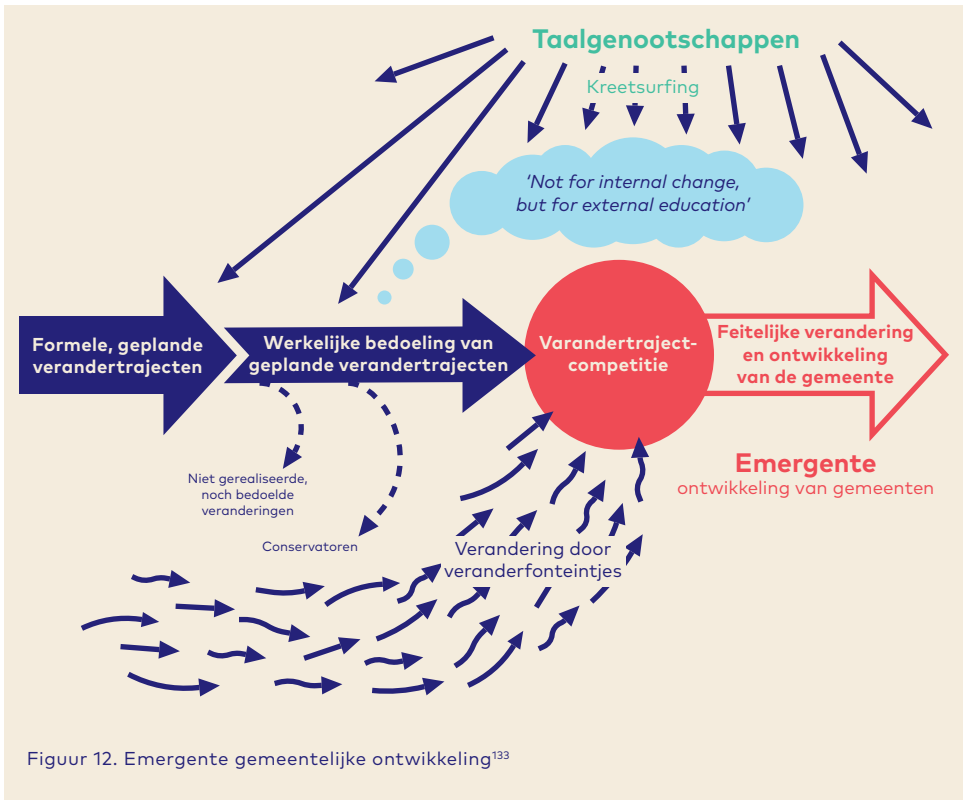 Taalgenootschappen
Kreetsurfing
'Not for internal change,
but for external education'
Formele, geplande
verandertrajecten
Werkelijke bedoeling van
geplande verandertrajecten
Varandertraject-
competitie
Feitelijke verandering
en ontwikkeling
van de gemeente
Emergente
ontwikkeling van gemeenten
Niet gerealiseerde,
noch bedoelde
veranderingen
Conservatoren
Verandering door
veranderfonteintjes
Figuur 12. Emergente gemeentelijke ontwikkeling¹³³